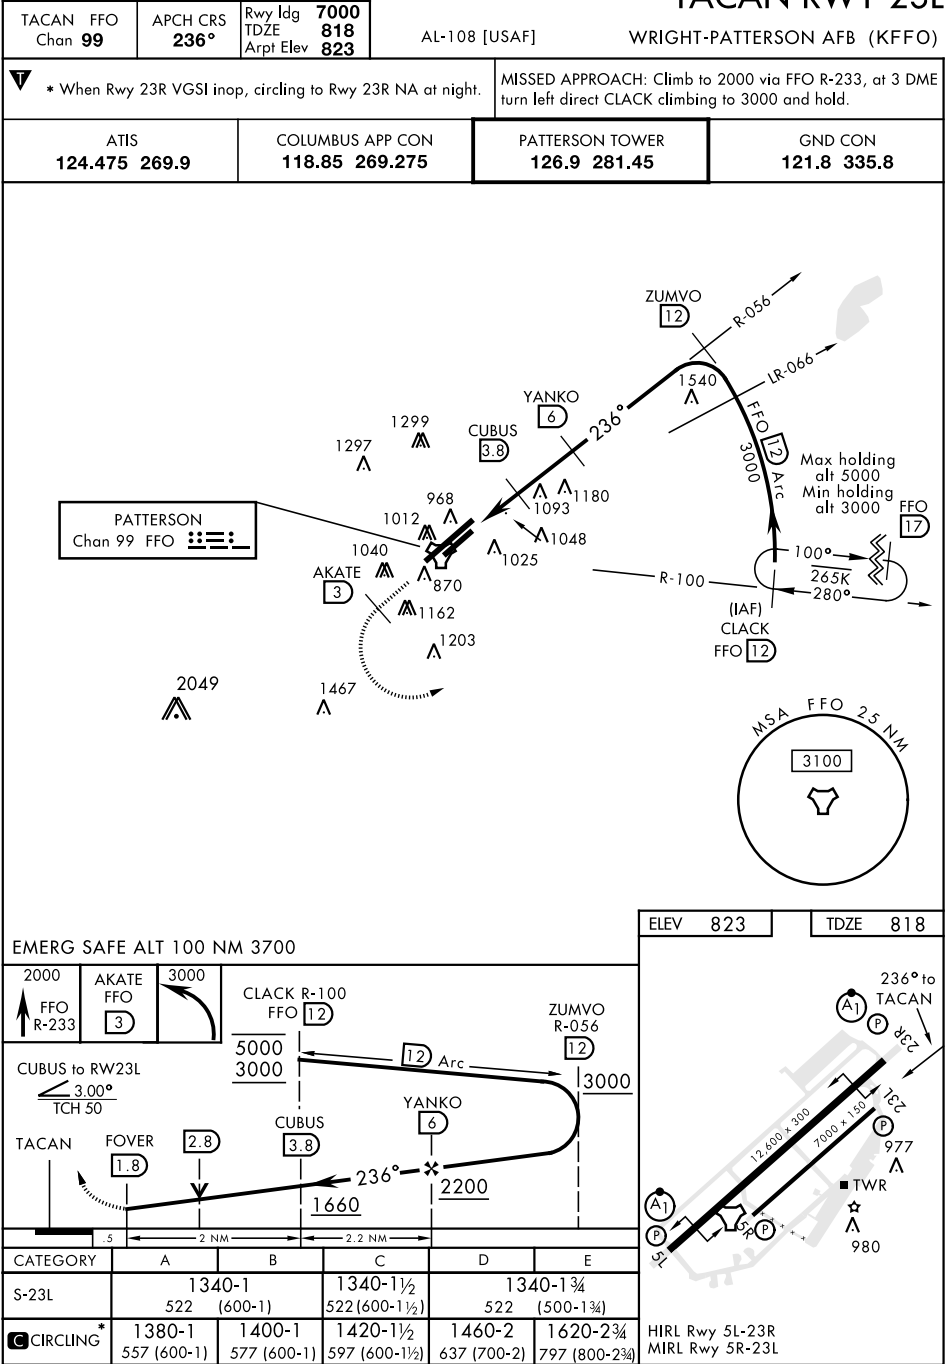 TACAN RWY 23L
TACAN FFO
Chan 99
APCH CRS
236°
Rwy ldg 7000
TDZE 818
Arpt Elev 823
AL-108 [USAF]
WRIGHT-PATTERSON AFB (KFFO)
T
* When Rwy 23R VGSI inop, circling to Rwy 23R NA at night.
MISSED APPROACH: Climb to 2000 via FFO R-233, at 3 DME
turn left direct CLACK climbing to 3000 and hold.
ATIS
124.475 269.9
COLUMBUS APP CON
118.85 269.275
PATTERSON TOWER
126.9 281.45
GND CON
121.8 335.8
ZUMVO
12
R-056
LR-066
1540
YANKO
6
236°
FFO 12 Arc
3000
1299
1297
CUBUS
3.8
Max holding
alt 5000
Min holding
alt 3000
FFO
17
968
1180
1093
PATTERSON
Chan 99 FFO
1012
1048
1025
1040
AKATE
3
870
1162
R-100
100°
265K
280°
(IAF)
CLACK
FFO 12
1203
2049
1467
MSA FFO 25 NM
3100
EMERG SAFE ALT 100 NM 3700
2000
FFO
R-233
AKATE
FFO
3
3000
CLACK R-100
FFO 12
ZUMVO
R-056
12
5000
3000
12 Arc
3000
CUBUS to RW23L
3.00°
TCH 50
YANKO
6
TACAN
FOVER
1.8
2.8
CUBUS
3.8
236°
2200
1660
.5
2 NM
2.2 NM
ELEV 823
TDZE 818
236° to
TACAN
A1
P
23R
23L
12,600 x 300
7000 x 150
P
977
TWR
980
A1
P
5L
5R
P
HIRL Rwy 5L-23R
MIRL Rwy 5R-23L
CATEGORY A B C D E
S-23L
1340-1
522 (600-1)
1340-1½
522 (600-1½)
1340-1¾
522 (500-1¾)
C CIRCLING *
1380-1
557 (600-1)
1400-1
577 (600-1)
1420-1½
597 (600-1½)
1460-2
637 (700-2)
1620-2¾
797 (800-2¾)